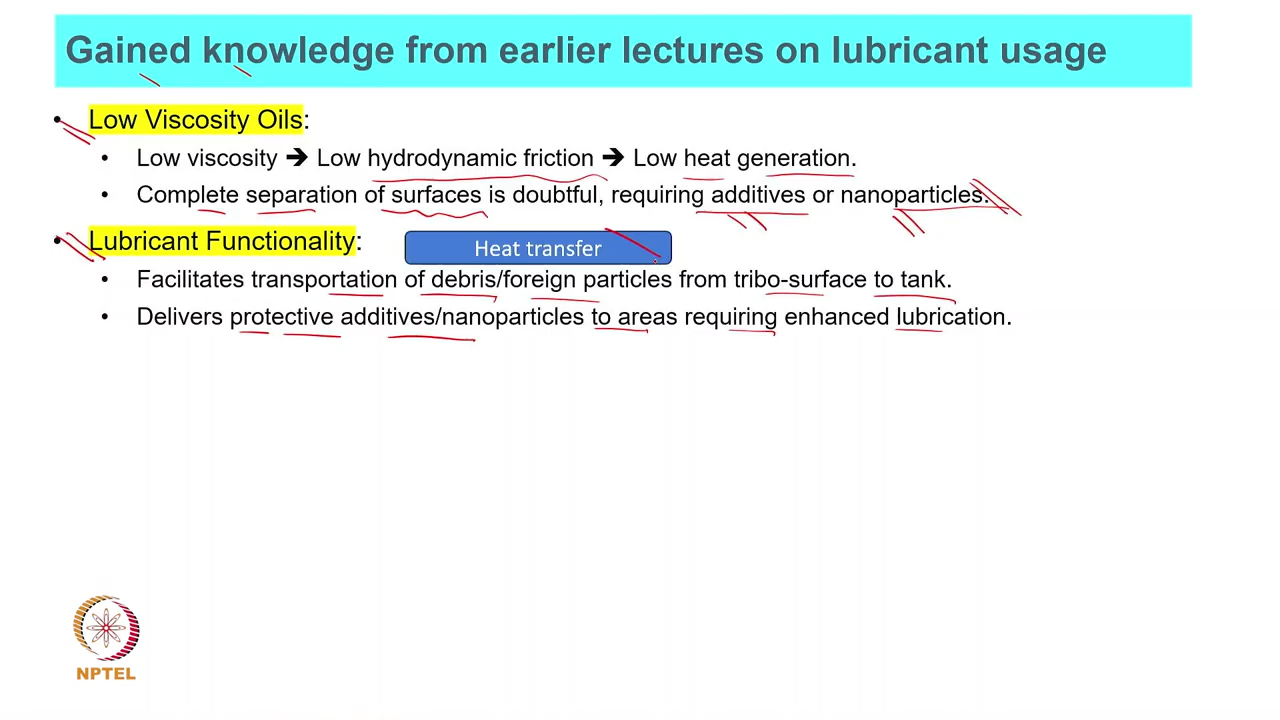 Gained knowledge from earlier lectures on lubricant usage
• Low Viscosity Oils:
• Low viscosity ➔ Low hydrodynamic friction ➔ Low heat generation.
• Complete separation of surfaces is doubtful, requiring additives or nanoparticles.
• Lubricant Functionality:
Heat transfer
• Facilitates transportation of debris/foreign particles from tribo-surface to tank.
• Delivers protective additives/nanoparticles to areas requiring enhanced lubrication.
NPTEL